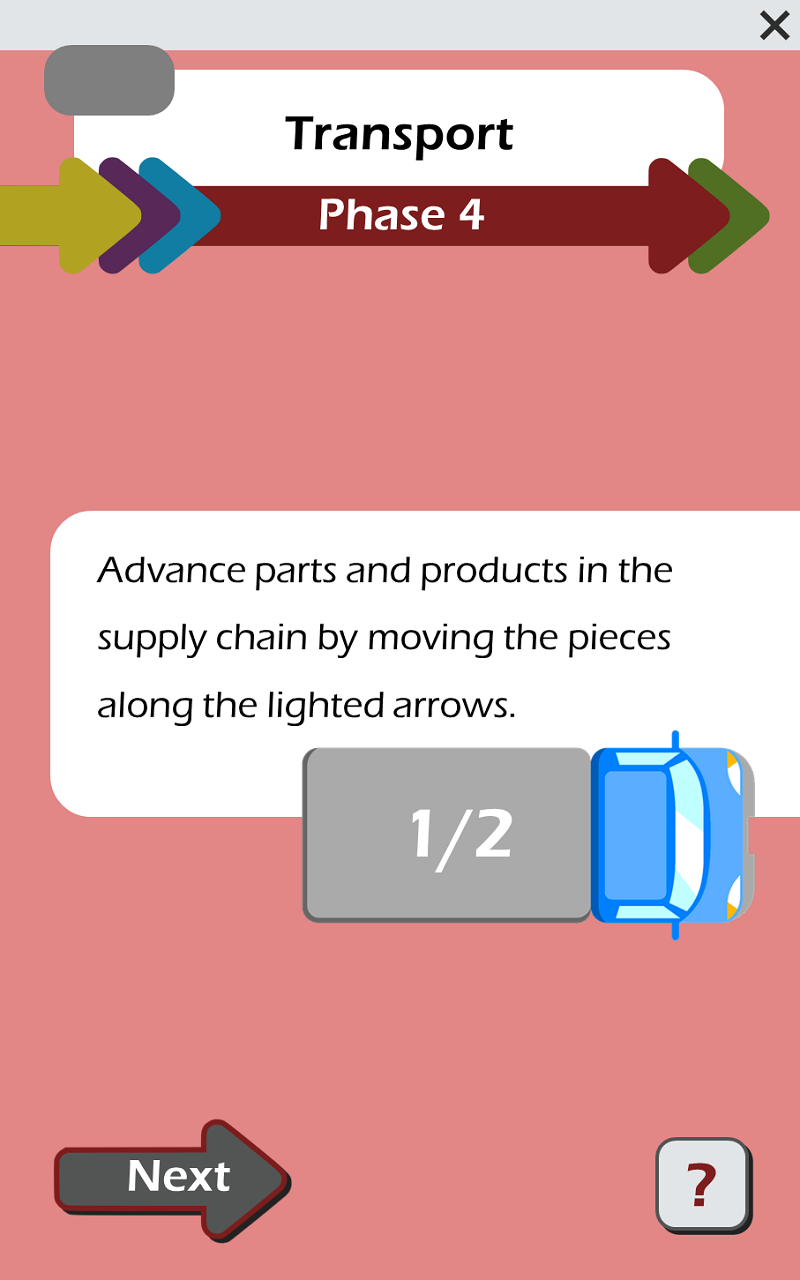 Transport
Phase 4
Advance parts and products in the
supply chain by moving the pieces
along the lighted arrows.
1/2
Next
?